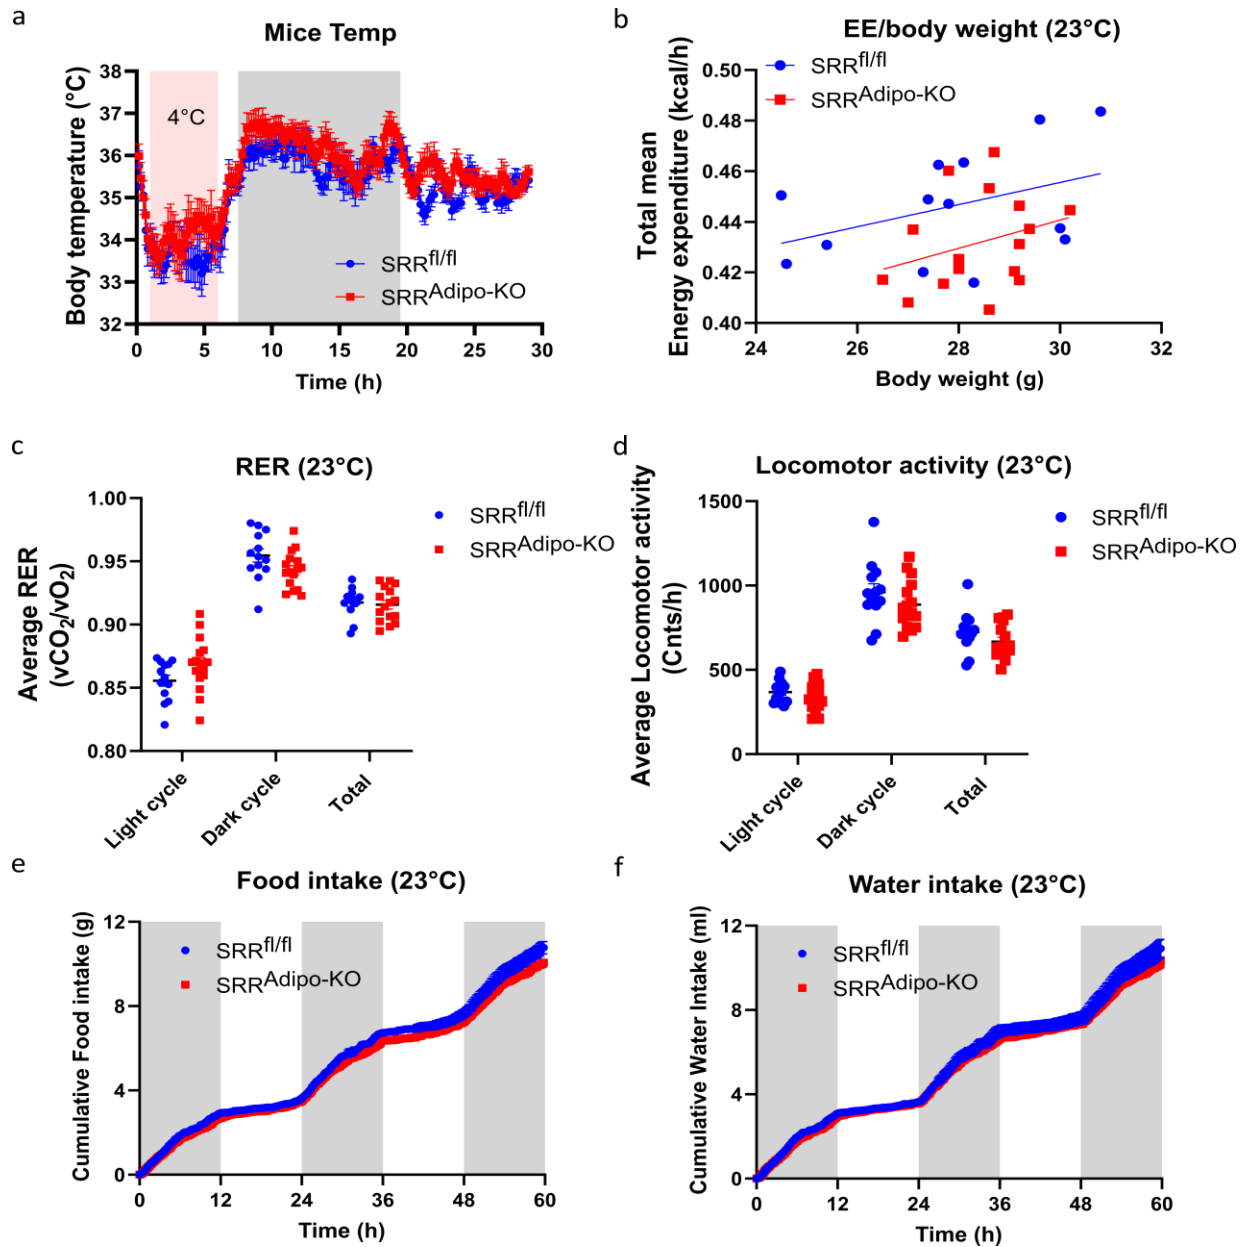 a
Mice Temp
Body temperature (°C)
38
37
36
35
34
33
32
4°C
SRRfl/fl
SRRAdipo-KO
0
5
10
15
20
25
30
Time (h)
b
EE/body weight (23°C)
Total mean
Energy expenditure (kcal/h)
0.50
0.48
0.46
0.44
0.42
0.40
SRRfl/fl
SRRAdipo-KO
24
26
28
30
32
Body weight (g)
c
RER (23°C)
Average RER
(vCO₂/vO₂)
1.00
0.95
0.90
0.85
0.80
SRRfl/fl
SRRAdipo-KO
Light cycle
Dark cycle
Total
d
Locomotor activity (23°C)
Average Locomotor activity
(Cnts/h)
1500
1000
500
0
SRRfl/fl
SRRAdipo-KO
Light cycle
Dark cycle
Total
e
Food intake (23°C)
Cumulative Food intake (g)
12
8
4
0
SRRfl/fl
SRRAdipo-KO
0
12
24
36
48
60
Time (h)
f
Water intake (23°C)
Cumulative Water Intake (ml)
12
8
4
0
SRRfl/fl
SRRAdipo-KO
0
12
24
36
48
60
Time (h)